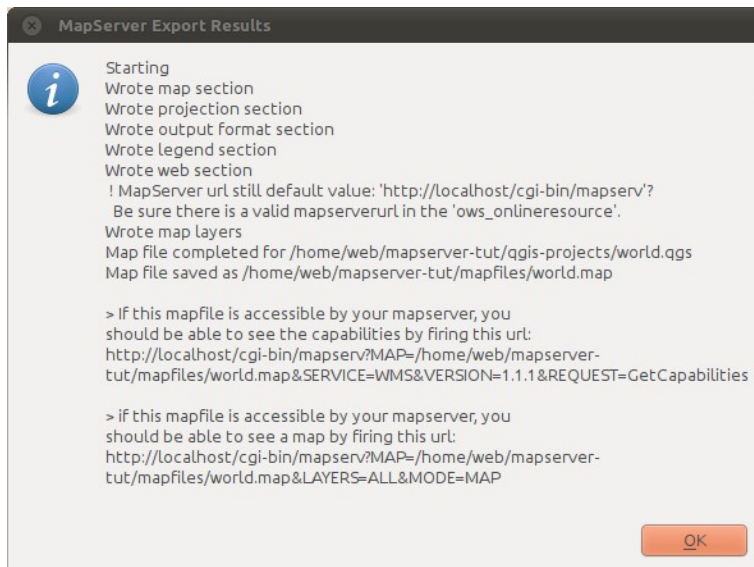 MapServer Export Results
Starting
Wrote map section
Wrote projection section
Wrote output format section
Wrote legend section
Wrote web section
! MapServer url still default value: 'http://localhost/cgi-bin/mapserv'?
Be sure there is a valid mapserverurl in the 'ows_onlineresource'.
Wrote map layers
Map file completed for /home/web/mapserver-tut/qgis-projects/world.qgs
Map file saved as /home/web/mapserver-tut/mapfiles/world.map
> If this mapfile is accessible by your mapserver, you
should be able to see the capabilities by firing this url:
http://localhost/cgi-bin/mapserv?MAP=/home/web/mapserver-
tut/mapfiles/world.map&SERVICE=WMS&VERSION=1.1.1&REQUEST=GetCapabilities
> if this mapfile is accessible by your mapserver, you
should be able to see a map by firing this url:
http://localhost/cgi-bin/mapserv?MAP=/home/web/mapserver-
tut/mapfiles/world.map&LAYERS=ALL&MODE=MAP
OK